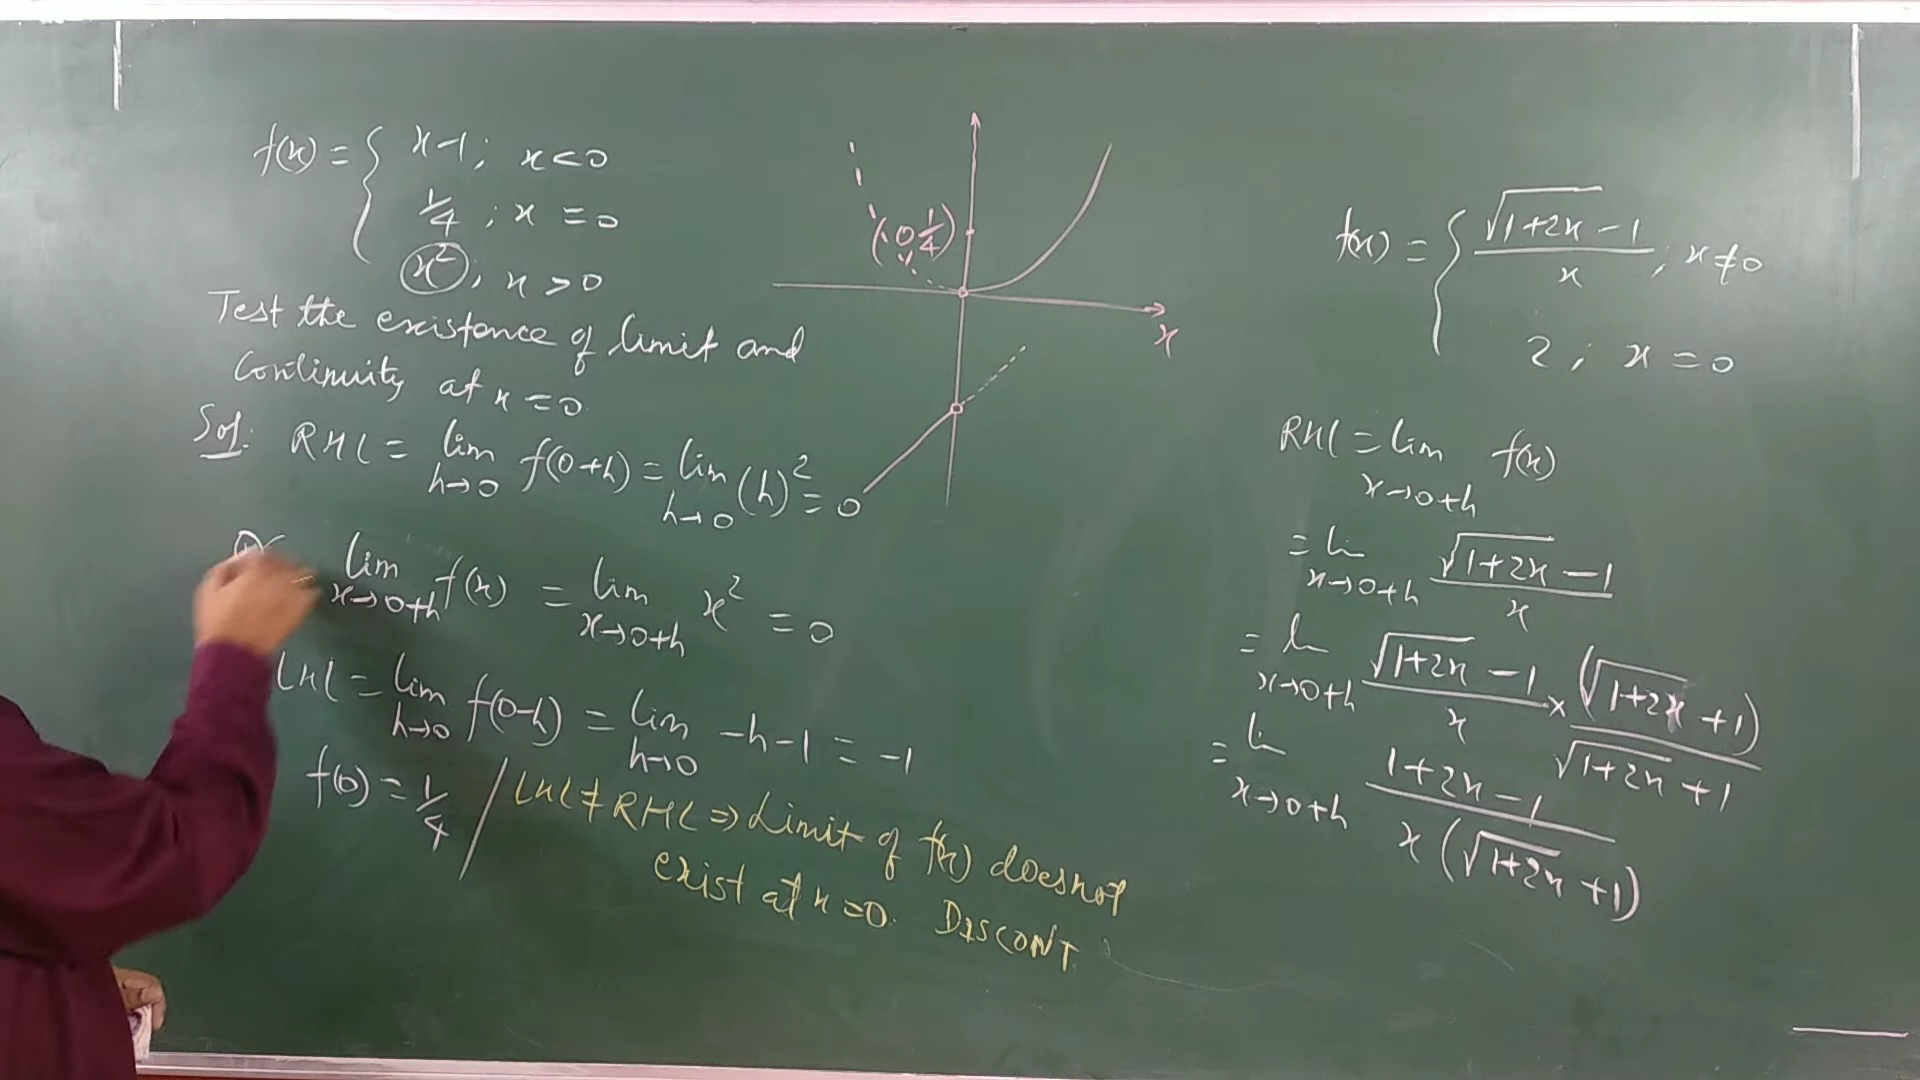 f(x) = { x-1 ; x<0
1/4 ; x = 0
x² ; x > 0
Test the existence of limit and
Continuity at x = 0.
Sol: RHL = lim h→0 f(0+h) = lim h→0 (h)² = 0
lim x→0+h f(x) = lim x→0+h x² = 0
LHL = lim h→0 f(0-h) = lim h→0 -h-1 = -1
f(0) = 1/4 / LHL ≠ RHL ⇒ Limit of f(x) does not
exist at x = 0. DISCONT.
(0 1/4)
x
f(x) = { (√(1+2x) - 1)/x ; x ≠ 0
2 ; x = 0
RHL = lim x→0+h f(x)
= li x→0+h (√(1+2x) - 1)/x
= li x→0+h (√(1+2x) - 1)/x × (√(1+2x) + 1)/(√(1+2x) + 1)
= li x→0+h (1+2x-1)/(x(√(1+2x) + 1))